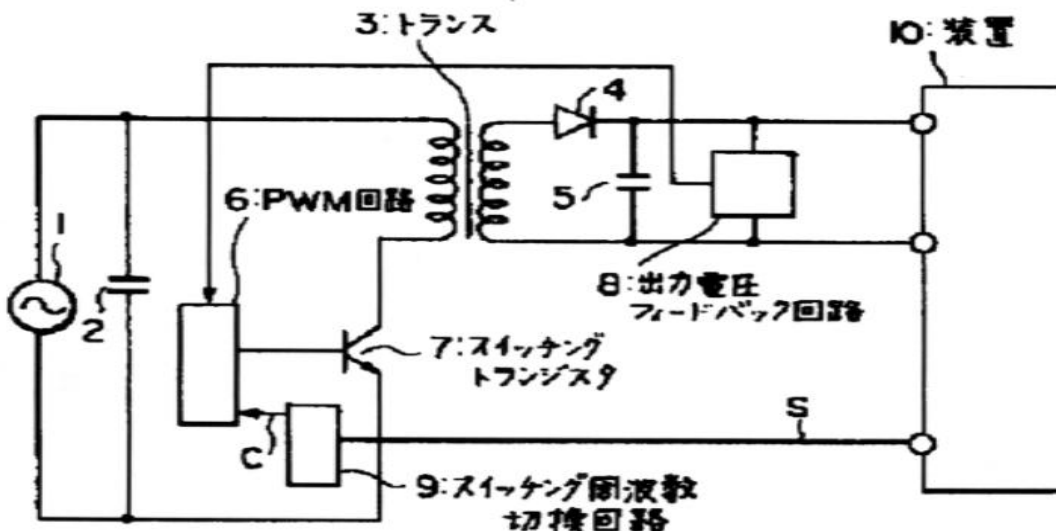 3:トランス
10:装置
4
6:PWM回路
5
1
2
8:出力電圧
フィードバック回路
7:スイッチング
トランジスタ
S
C
9:スイッチング周波数
切換回路